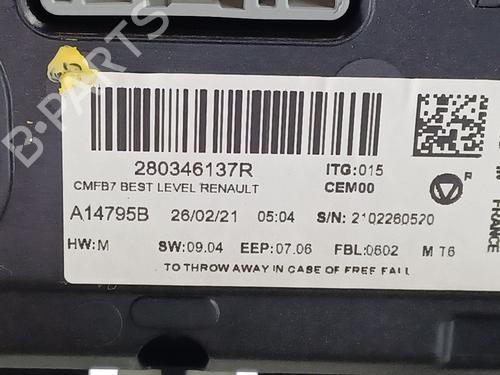 B-PARTS
280346137R
ITG:015
CMFB7 BEST LEVEL RENAULT
CEM00
P
A14795B 26/02/21 05:04 S/N: 2102260520
HW:M SW:09.04 EEP:07.06 FBL:0602 M T6
TO THROW AWAY IN CASE OF FREE FALL
IN
FRANCE